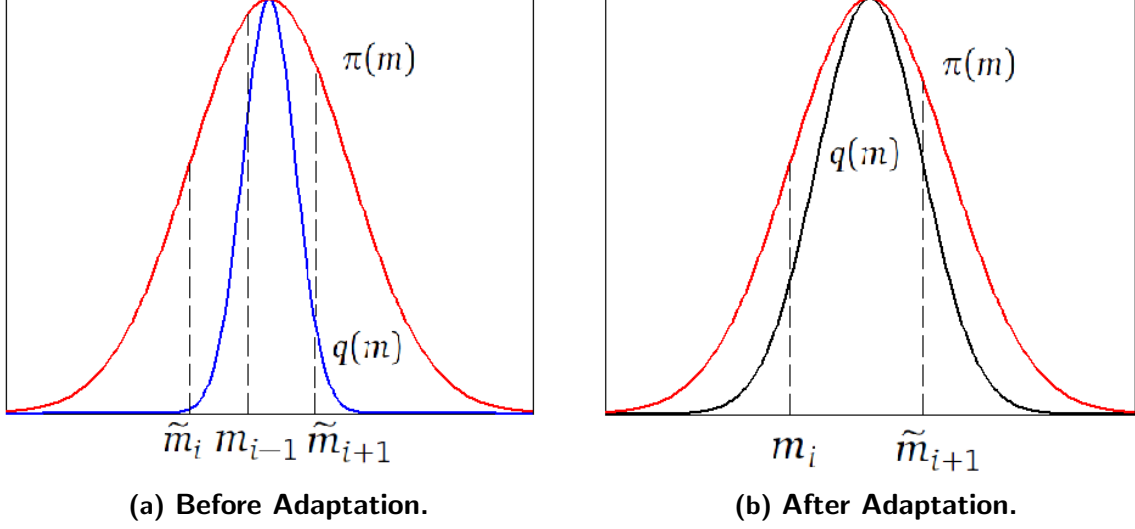 π(m)
q(m)
m̃ᵢ mᵢ₋₁ m̃ᵢ₊₁
(a) Before Adaptation.
π(m)
q(m)
mᵢ m̃ᵢ₊₁
(b) After Adaptation.